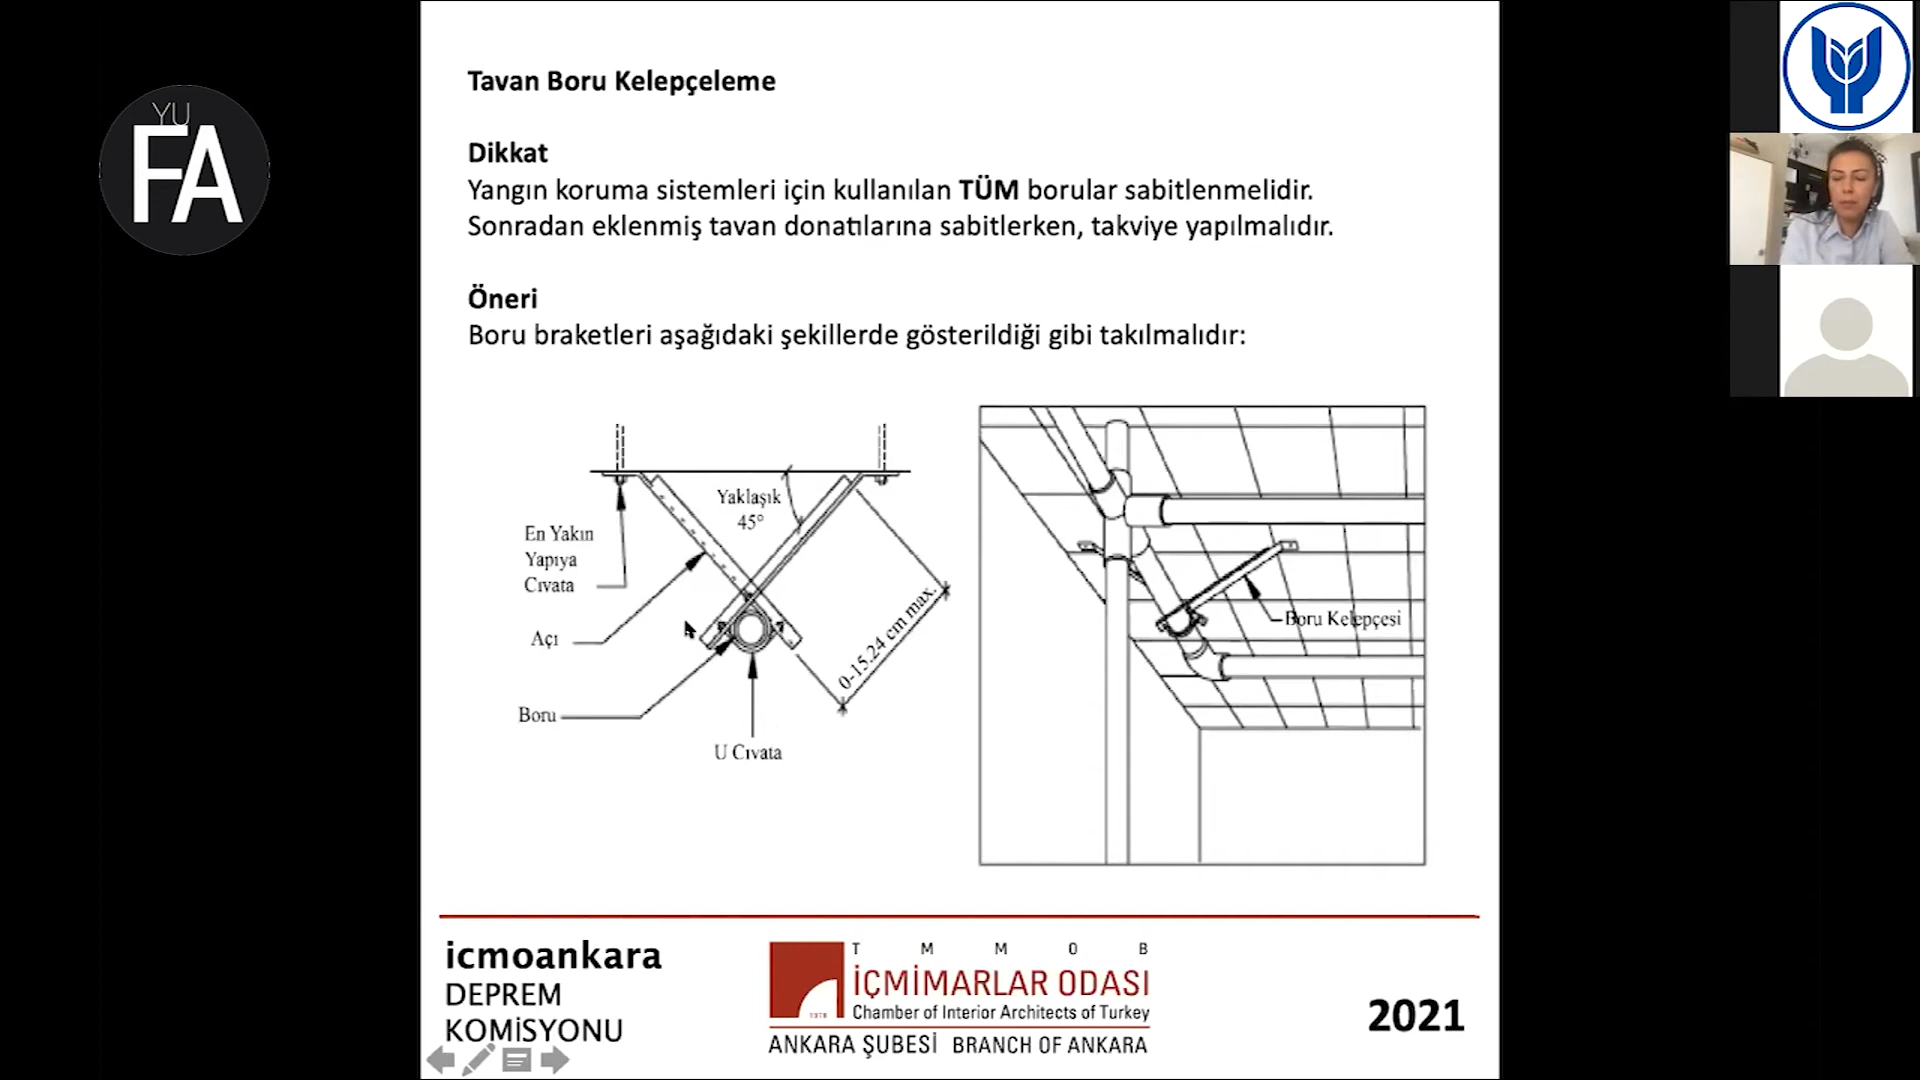 YU
FA
Tavan Boru Kelepçeleme
Dikkat
Yangın koruma sistemleri için kullanılan TÜM borular sabitlenmelidir.
Sonradan eklenmiş tavan donatılarına sabitlerken, takviye yapılmalıdır.
Öneri
Boru braketleri aşağıdaki şekillerde gösterildiği gibi takılmalıdır:
Yaklaşık
45°
En Yakın
Yapıya
Cıvata
Açı
0-15.24 cm max.
Boru
U Cıvata
Boru Kelepçesi
icmoankara
DEPREM
KOMİSYONU
T M M O B
İÇMİMARLAR ODASI
Chamber of Interior Architects of Turkey
ANKARA ŞUBESİ BRANCH OF ANKARA
2021